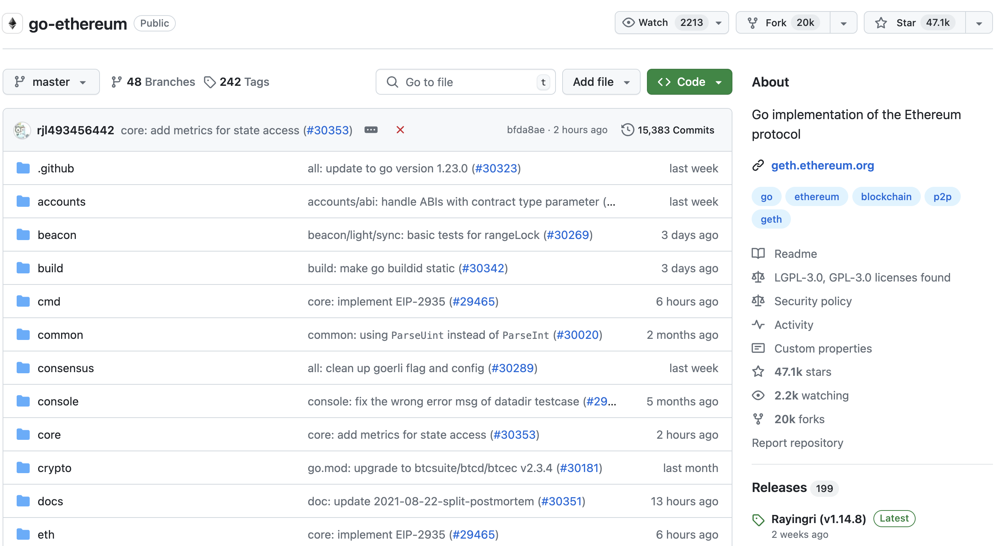 go-ethereum Public Watch 2213 Fork 20k Star 47.1k
master 48 Branches 242 Tags Go to file t Add file Code
rjl493456442 core: add metrics for state access (#30353) bfda8ae · 2 hours ago 15,383 Commits
.github all: update to go version 1.23.0 (#30323) last week
accounts accounts/abi: handle ABIs with contract type parameter (... last week
beacon beacon/light/sync: basic tests for rangeLock (#30269) 3 days ago
build build: make go buildid static (#30342) 3 days ago
cmd core: implement EIP-2935 (#29465) 6 hours ago
common common: using ParseUint instead of ParseInt (#30020) 2 months ago
consensus all: clean up goerli flag and config (#30289) last week
console console: fix the wrong error msg of datadir testcase (#29... 5 months ago
core core: add metrics for state access (#30353) 2 hours ago
crypto go.mod: upgrade to btcsuite/btcd/btcec v2.3.4 (#30181) last month
docs doc: update 2021-08-22-split-postmortem (#30351) 13 hours ago
eth core: implement EIP-2935 (#29465) 6 hours ago
About
Go implementation of the Ethereum
protocol
geth.ethereum.org
go ethereum blockchain p2p
geth
Readme
LGPL-3.0, GPL-3.0 licenses found
Security policy
Activity
Custom properties
47.1k stars
2.2k watching
20k forks
Report repository
Releases 199
Rayingri (v1.14.8) Latest
2 weeks ago